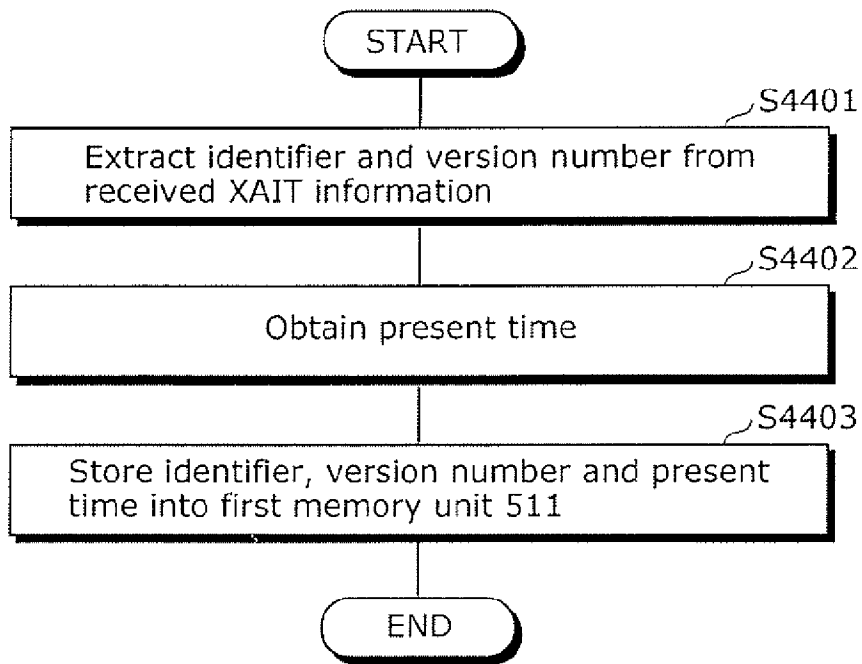 START
S4401
Extract identifier and version number from
received XAIT information
S4402
Obtain present time
S4403
Store identifier, version number and present
time into first memory unit 511
END